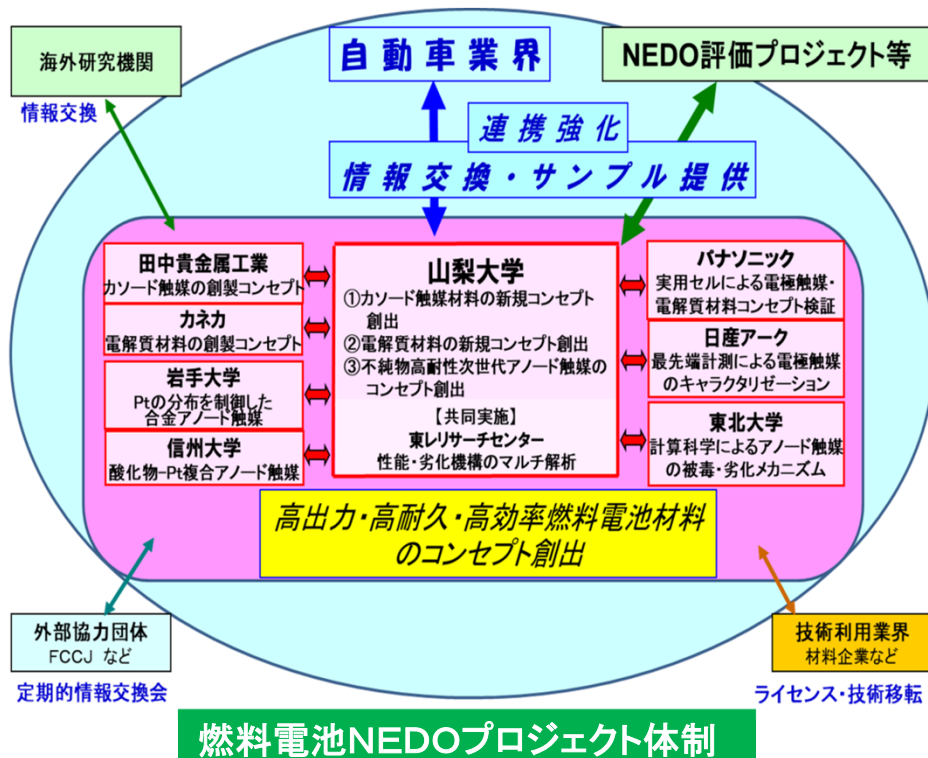 海外研究機関
情報交換
自動車業界
NEDO評価プロジェクト等
連携強化
情報交換・サンプル提供
田中貴金属工業
カソード触媒の創製コンセプト
カネカ
電解質材料の創製コンセプト
岩手大学
Ptの分布を制御した
合金アノード触媒
信州大学
酸化物-Pt複合アノード触媒
山梨大学
①カソード触媒材料の新規コンセプト
創出
②電解質材料の新規コンセプト創出
③不純物高耐性次世代アノード触媒の
コンセプト創出
【共同実施】
東レリサーチセンター
性能・劣化機構のマルチ解析
パナソニック
実用セルによる電極触媒・
電解質材料コンセプト検証
日産アーク
最先端計測による電極触媒
のキャラクタリゼーション
東北大学
計算科学によるアノード触媒
の被毒・劣化メカニズム
高出力・高耐久・高効率燃料電池材料
のコンセプト創出
外部協力団体
FCCJ など
定期的情報交換会
技術利用業界
材料企業など
ライセンス・技術移転
燃料電池NEDOプロジェクト体制